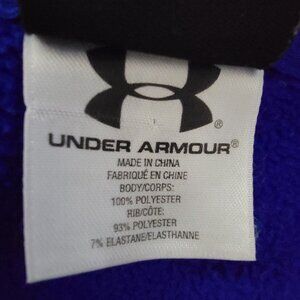 ®
UNDER ARMOUR®
MADE IN CHINA
FABRIQUÉ EN CHINE
BODY/CORPS:
100% POLYESTER
RIB/CÔTE:
93% POLYESTER
7% ELASTANE/ELASTHANNE